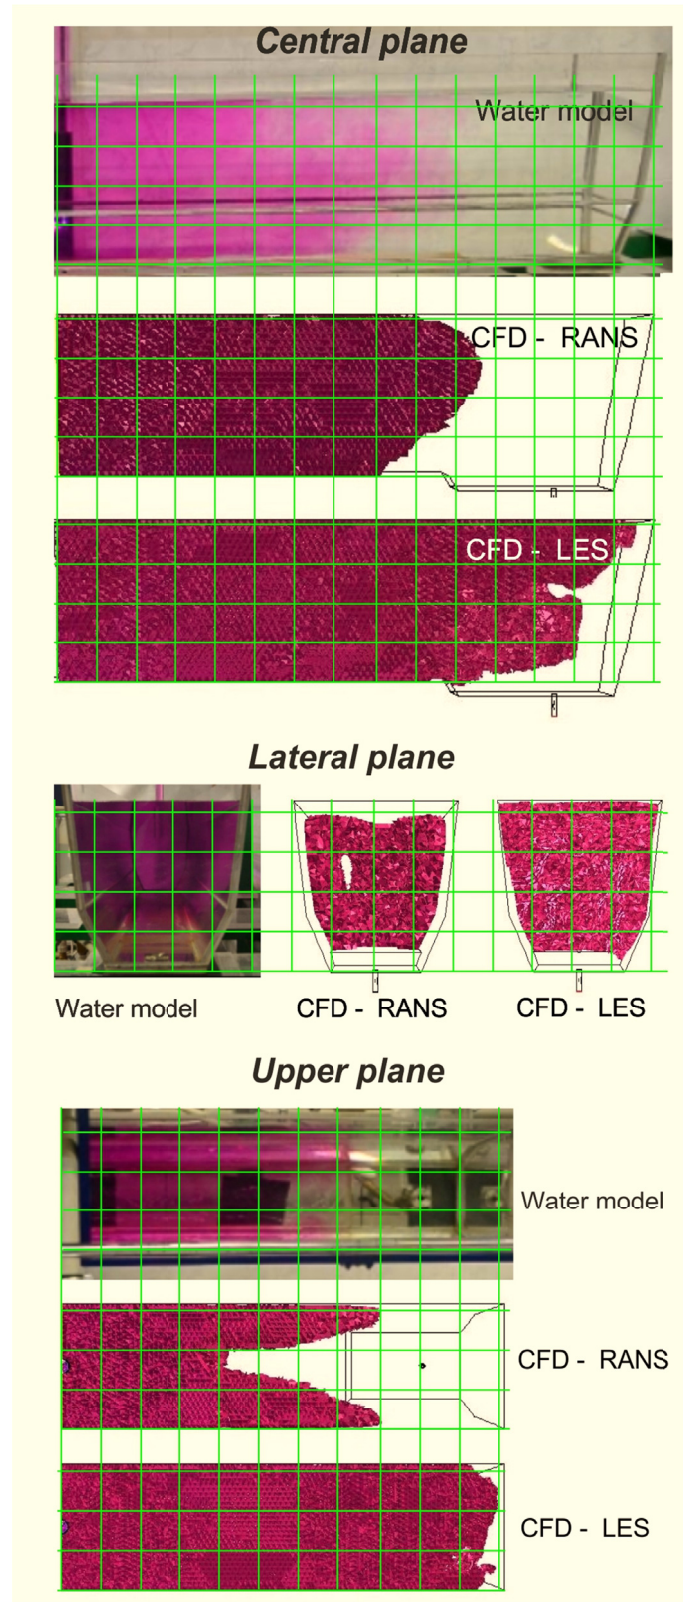 Central plane
Water model
CFD - RANS
CFD - LES
Lateral plane
Water model
CFD - RANS
CFD - LES
Upper plane
Water model
CFD - RANS
CFD - LES